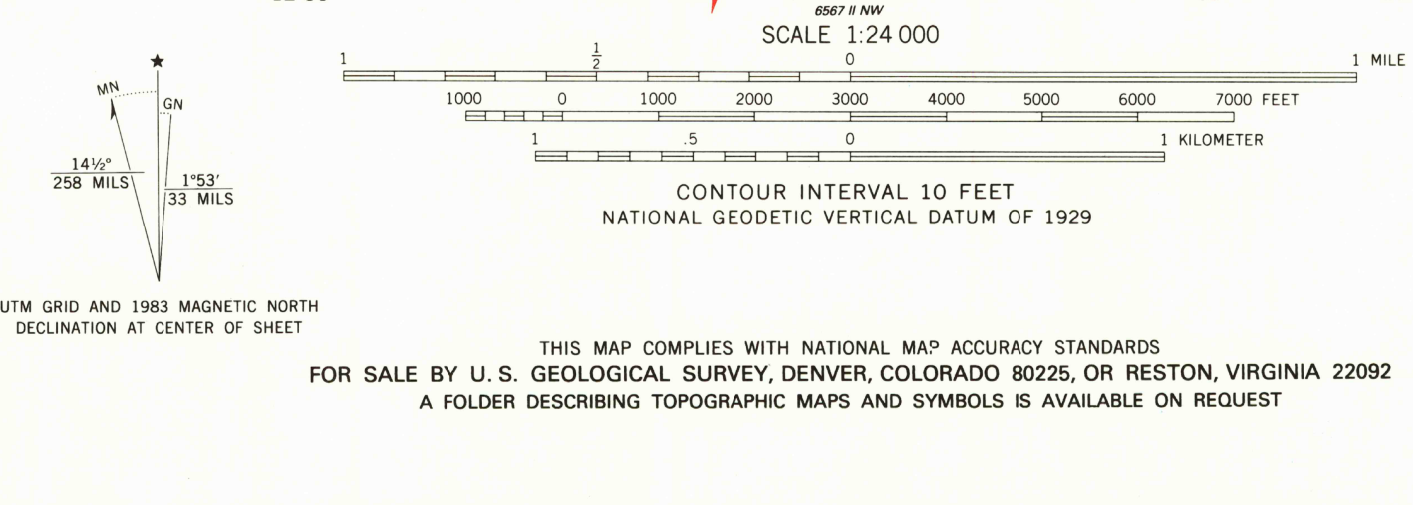 6567 II NW
SCALE 1:24 000
1 1/2 0 1 MILE
1000 0 1000 2000 3000 4000 5000 6000 7000 FEET
1 .5 0 1 KILOMETER
CONTOUR INTERVAL 10 FEET
NATIONAL GEODETIC VERTICAL DATUM OF 1929
★
MN
GN
14½°
258 MILS
1°53′
33 MILS
UTM GRID AND 1983 MAGNETIC NORTH
DECLINATION AT CENTER OF SHEET
THIS MAP COMPLIES WITH NATIONAL MAP ACCURACY STANDARDS
FOR SALE BY U. S. GEOLOGICAL SURVEY, DENVER, COLORADO 80225, OR RESTON, VIRGINIA 22092
A FOLDER DESCRIBING TOPOGRAPHIC MAPS AND SYMBOLS IS AVAILABLE ON REQUEST